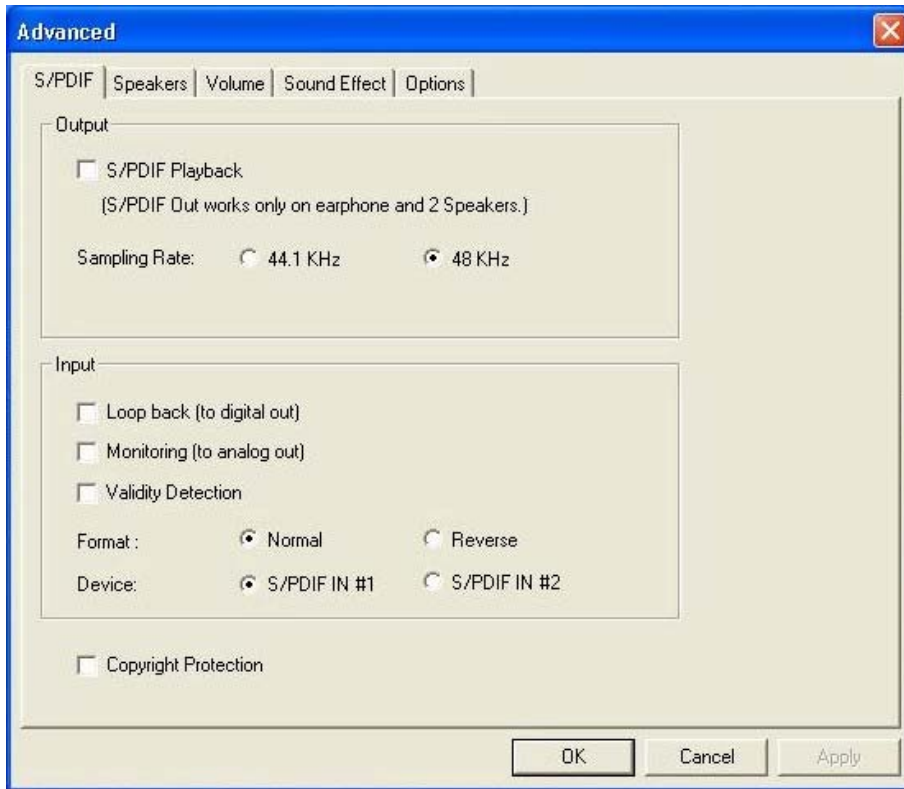 Advanced
S/PDIF Speakers Volume Sound Effect Options
Output
S/PDIF Playback
(S/PDIF Out works only on earphone and 2 Speakers.)
Sampling Rate: 44.1 KHz 48 KHz
Input
Loop back (to digital out)
Monitoring (to analog out)
Validity Detection
Format : Normal Reverse
Device: S/PDIF IN #1 S/PDIF IN #2
Copyright Protection
OK Cancel Apply